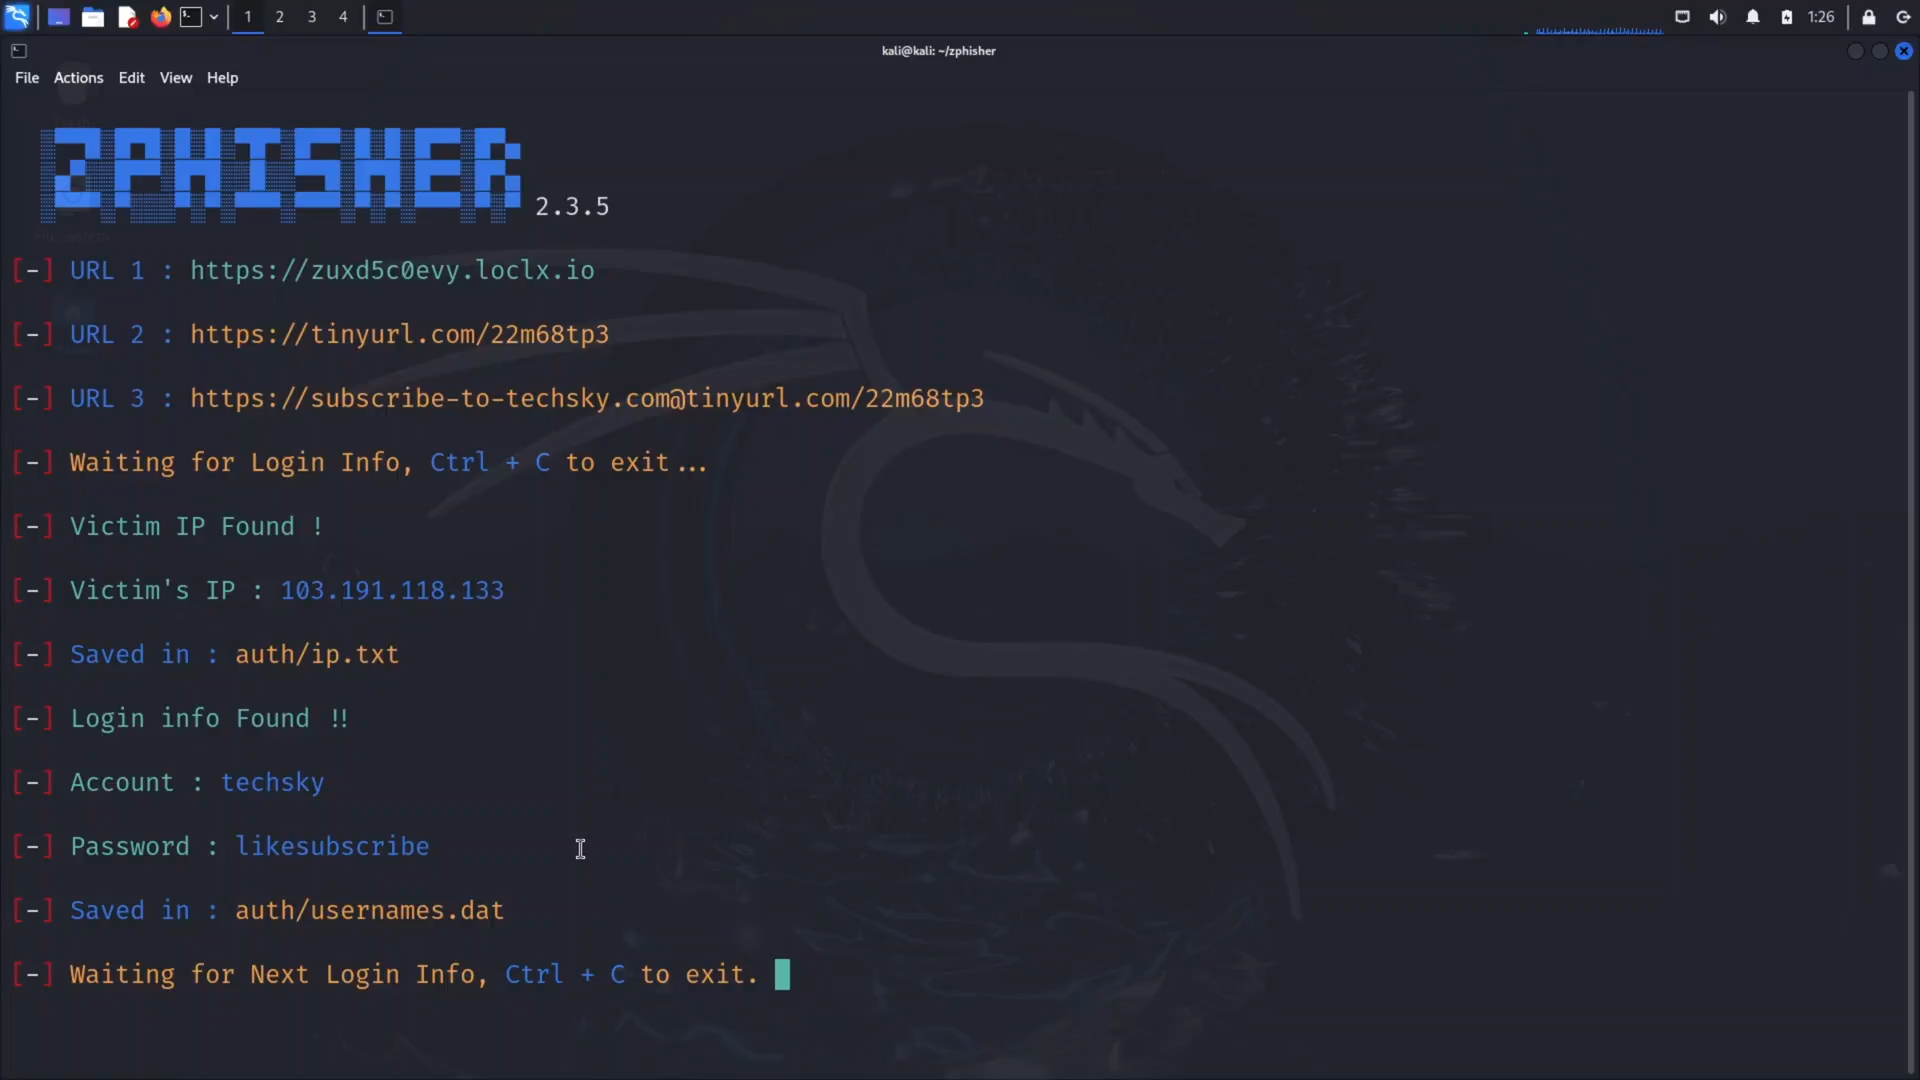 1 2 3 4
1:26
kali@kali: ~/zphisher
File Actions Edit View Help
ZPHISHER 2.3.5
[-] URL 1 : https://zuxd5c0evy.loclx.io
[-] URL 2 : https://tinyurl.com/22m68tp3
[-] URL 3 : https://subscribe-to-techsky.com@tinyurl.com/22m68tp3
[-] Waiting for Login Info, Ctrl + C to exit...
[-] Victim IP Found !
[-] Victim's IP : 103.191.118.133
[-] Saved in : auth/ip.txt
[-] Login info Found !!
[-] Account : techsky
[-] Password : likesubscribe
[-] Saved in : auth/usernames.dat
[-] Waiting for Next Login Info, Ctrl + C to exit.